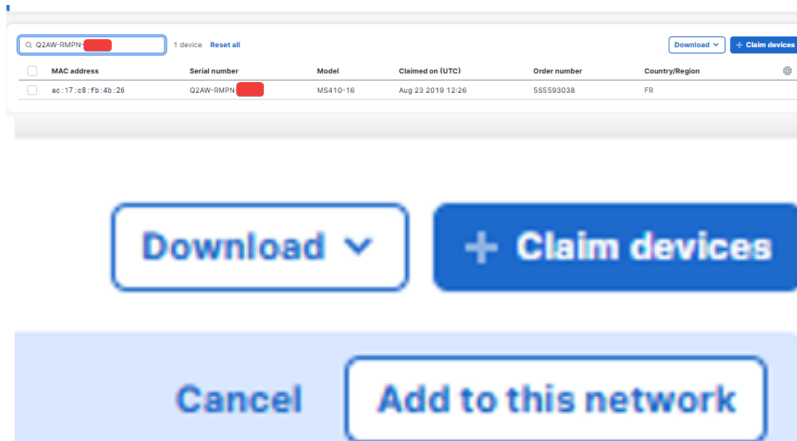 Q2AW-RMPN- 1 device Reset all Download + Claim devices
MAC address Serial number Model Claimed on (UTC) Order number Country/Region
ac:17:c8:fb:4b:26 Q2AW-RMPN MS410-16 Aug 23 2019 12:26 5S5593038 FR
Download + Claim devices
Cancel Add to this network